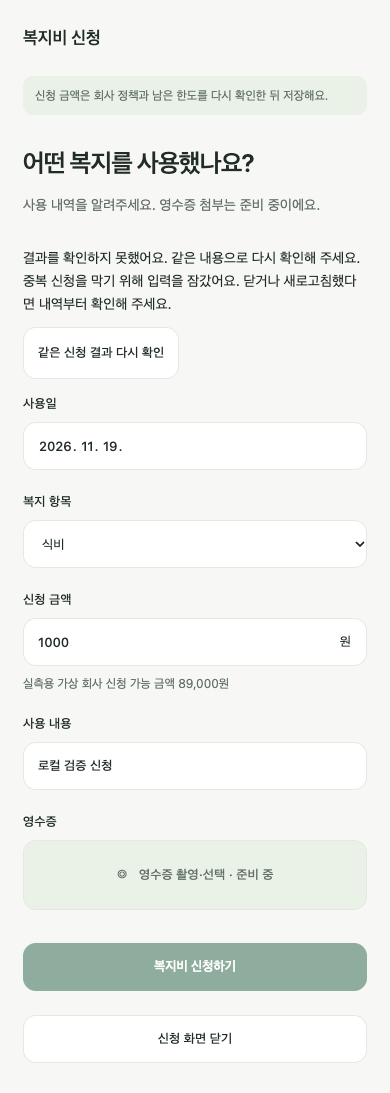 복지비 신청
신청 금액은 회사 정책과 남은 한도를 다시 확인한 뒤 저장해요.
어떤 복지를 사용했나요?
사용 내역을 알려주세요. 영수증 첨부는 준비 중이에요.
결과를 확인하지 못했어요. 같은 내용으로 다시 확인해 주세요.
중복 신청을 막기 위해 입력을 잠갔어요. 닫거나 새로고침했다
면 내역부터 확인해 주세요.
같은 신청 결과 다시 확인
사용일
2026. 11. 19.
복지 항목
식비
신청 금액
1000 원
실측용 가상 회사 신청 가능 금액 89,000원
사용 내용
로컬 검증 신청
영수증
◎ 영수증 촬영·선택 · 준비 중
복지비 신청하기
신청 화면 닫기